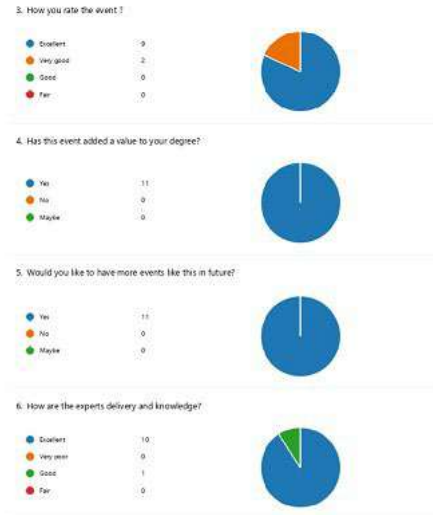 3. How you rate the event ?
Excellent 9
Very good 2
Good 0
Fair 0
4. Has this event added a value to your degree?
Yes 11
No 0
Maybe 0
5. Would you like to have more events like this in future?
Yes 11
No 0
Maybe 0
6. How are the experts delivery and knowledge?
Excellent 10
Very poor 0
Good 1
Fair 0